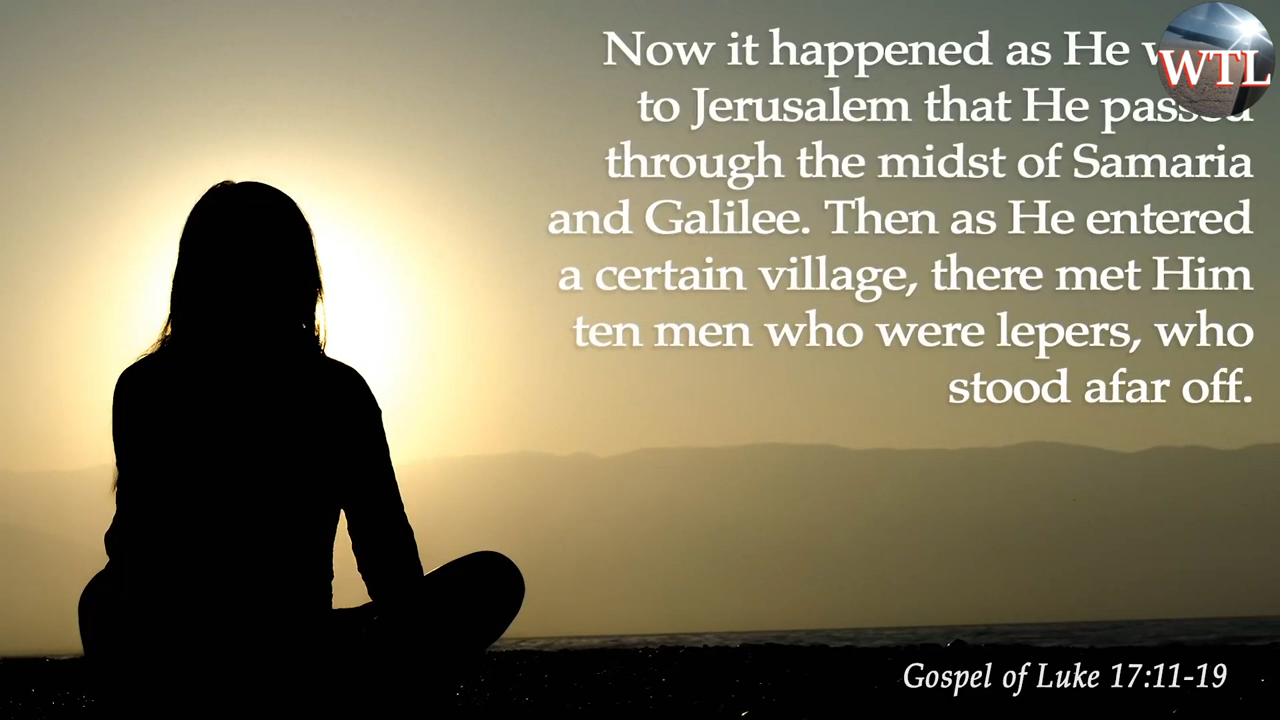 Now it happened as He
WTL
to Jerusalem that He passed
through the midst of Samaria
and Galilee. Then as He entered
a certain village, there met Him
ten men who were lepers, who
stood afar off.
Gospel of Luke 17:11-19